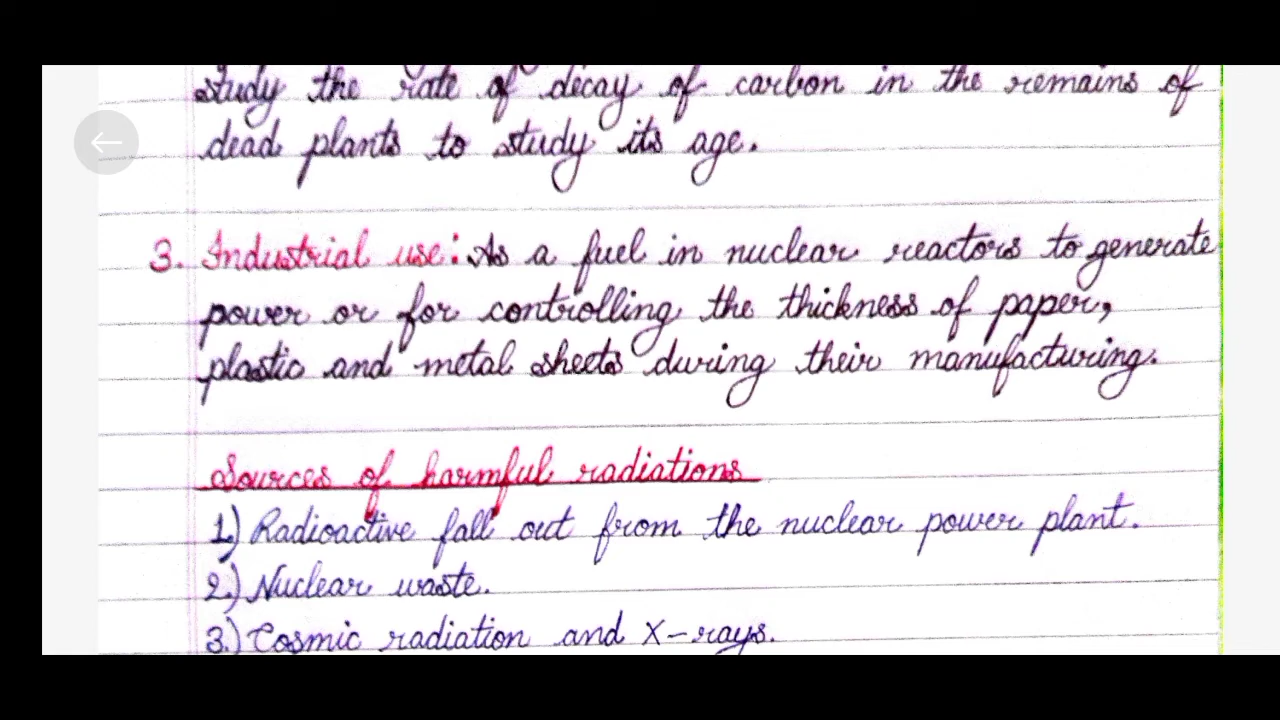 study the rate of decay of carbon in the remains of
dead plants to study its age.
3. Industrial use: As a fuel in nuclear reactors to generate
power or for controlling the thickness of paper,
plastic and metal sheets during their manufacturing.
Sources of harmful radiations
1.) Radioactive fall out from the nuclear power plant.
2.) Nuclear waste.
3.) Cosmic radiation and X-rays.